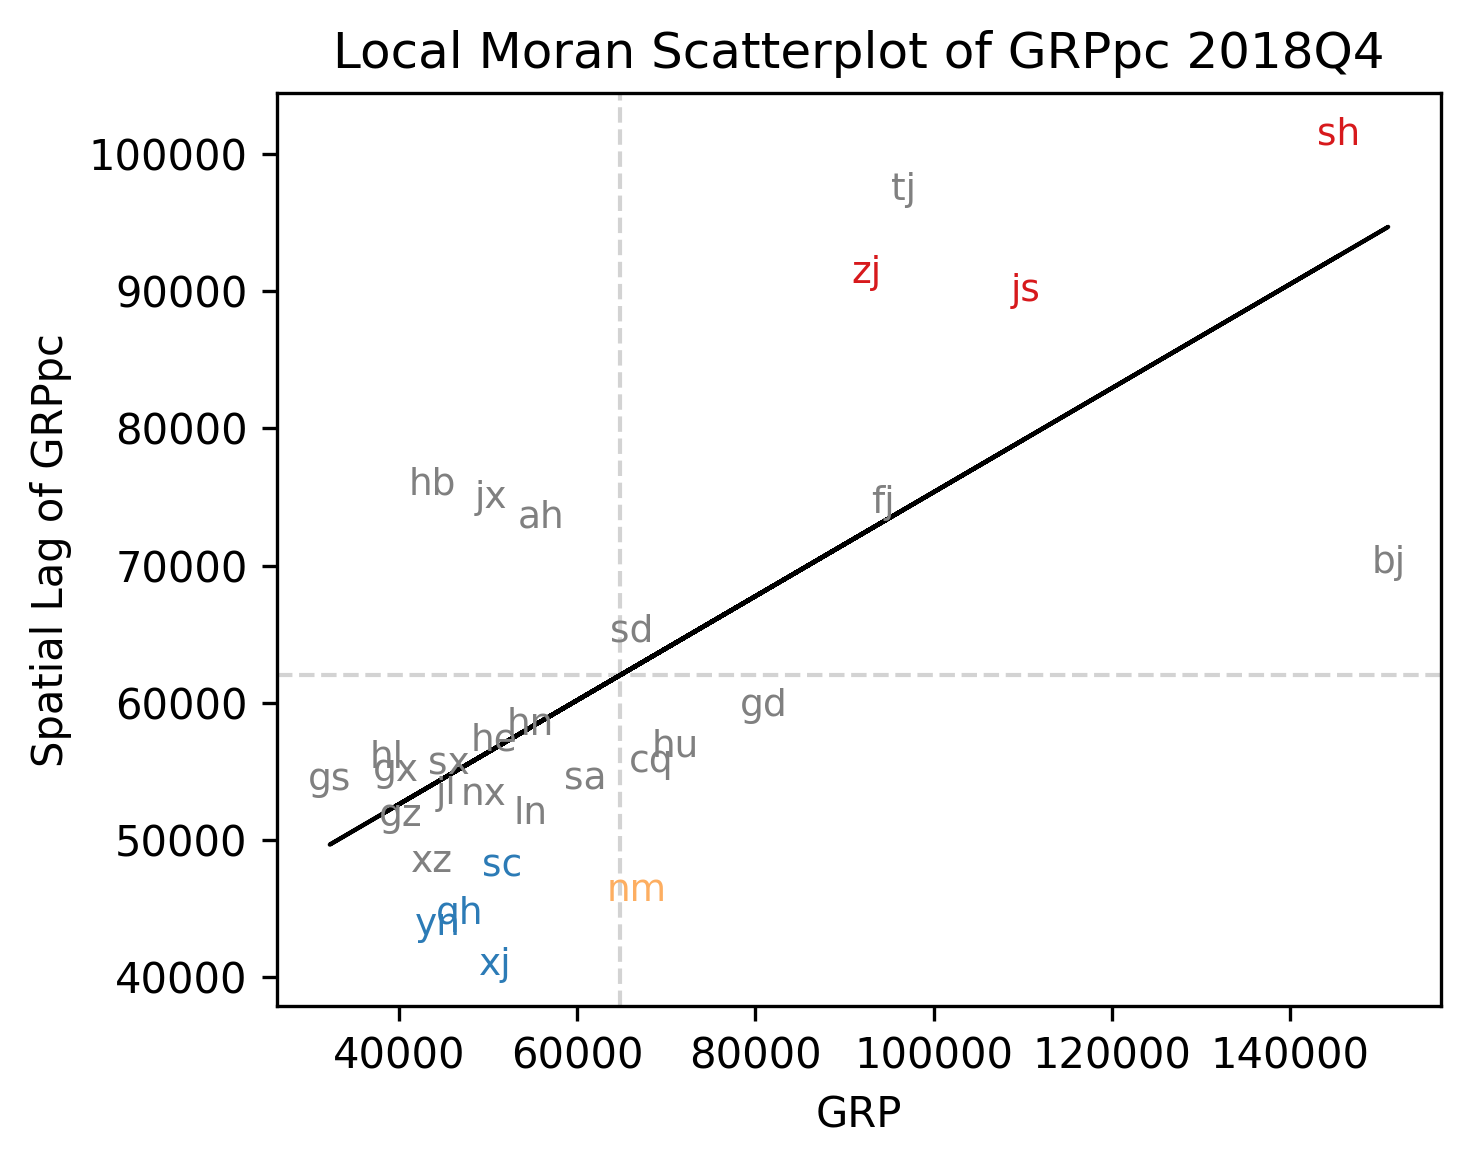 Local Moran Scatterplot of GRPpc 2018Q4
100000
90000
80000
70000
60000
50000
40000
Spatial Lag of GRPpc
sh
tj
zj
js
hb
jx
ah
fj
bj
sd
gd
hn
he
hu
hl
sx
cq
gs
gx
sa
jl
nx
gz
ln
xz
sc
nm
qh
yn
xj
40000
60000
80000
100000
120000
140000
GRP